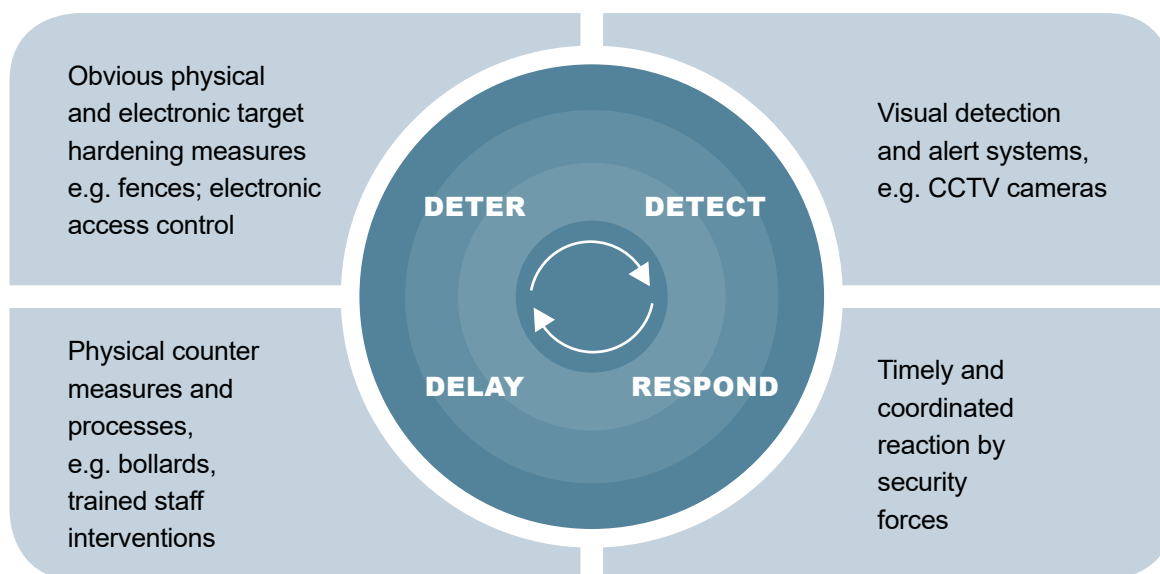 Obvious physical
and electronic target
hardening measures
e.g. fences; electronic
access control
DETER
DETECT
Visual detection
and alert systems,
e.g. CCTV cameras
Physical counter
measures and
processes,
e.g. bollards,
trained staff
interventions
DELAY
RESPOND
Timely and
coordinated
reaction by
security
forces